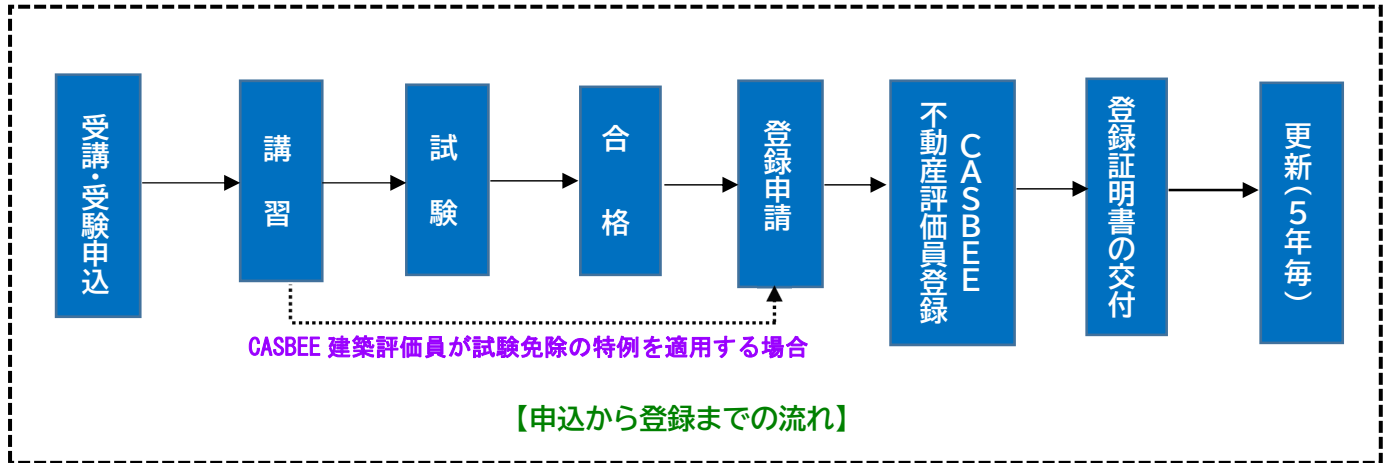 受講・受験申込
講習
試験
合格
登録申請
CASBEE
不動産評価員登録
登録証明書の交付
更新(5年毎)
CASBEE 建築評価員が試験免除の特例を適用する場合
【申込から登録までの流れ】